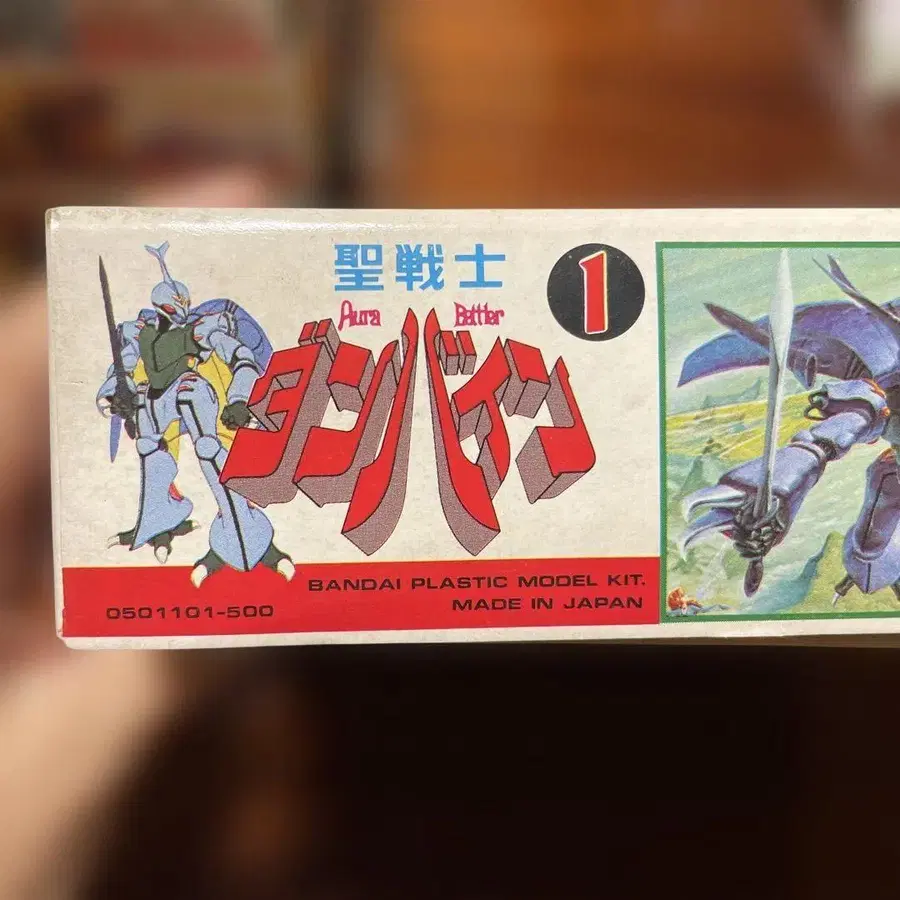 聖戦士
Aura Battler
ダンバイン
1
BANDAI PLASTIC MODEL KIT.
0501101-500
MADE IN JAPAN